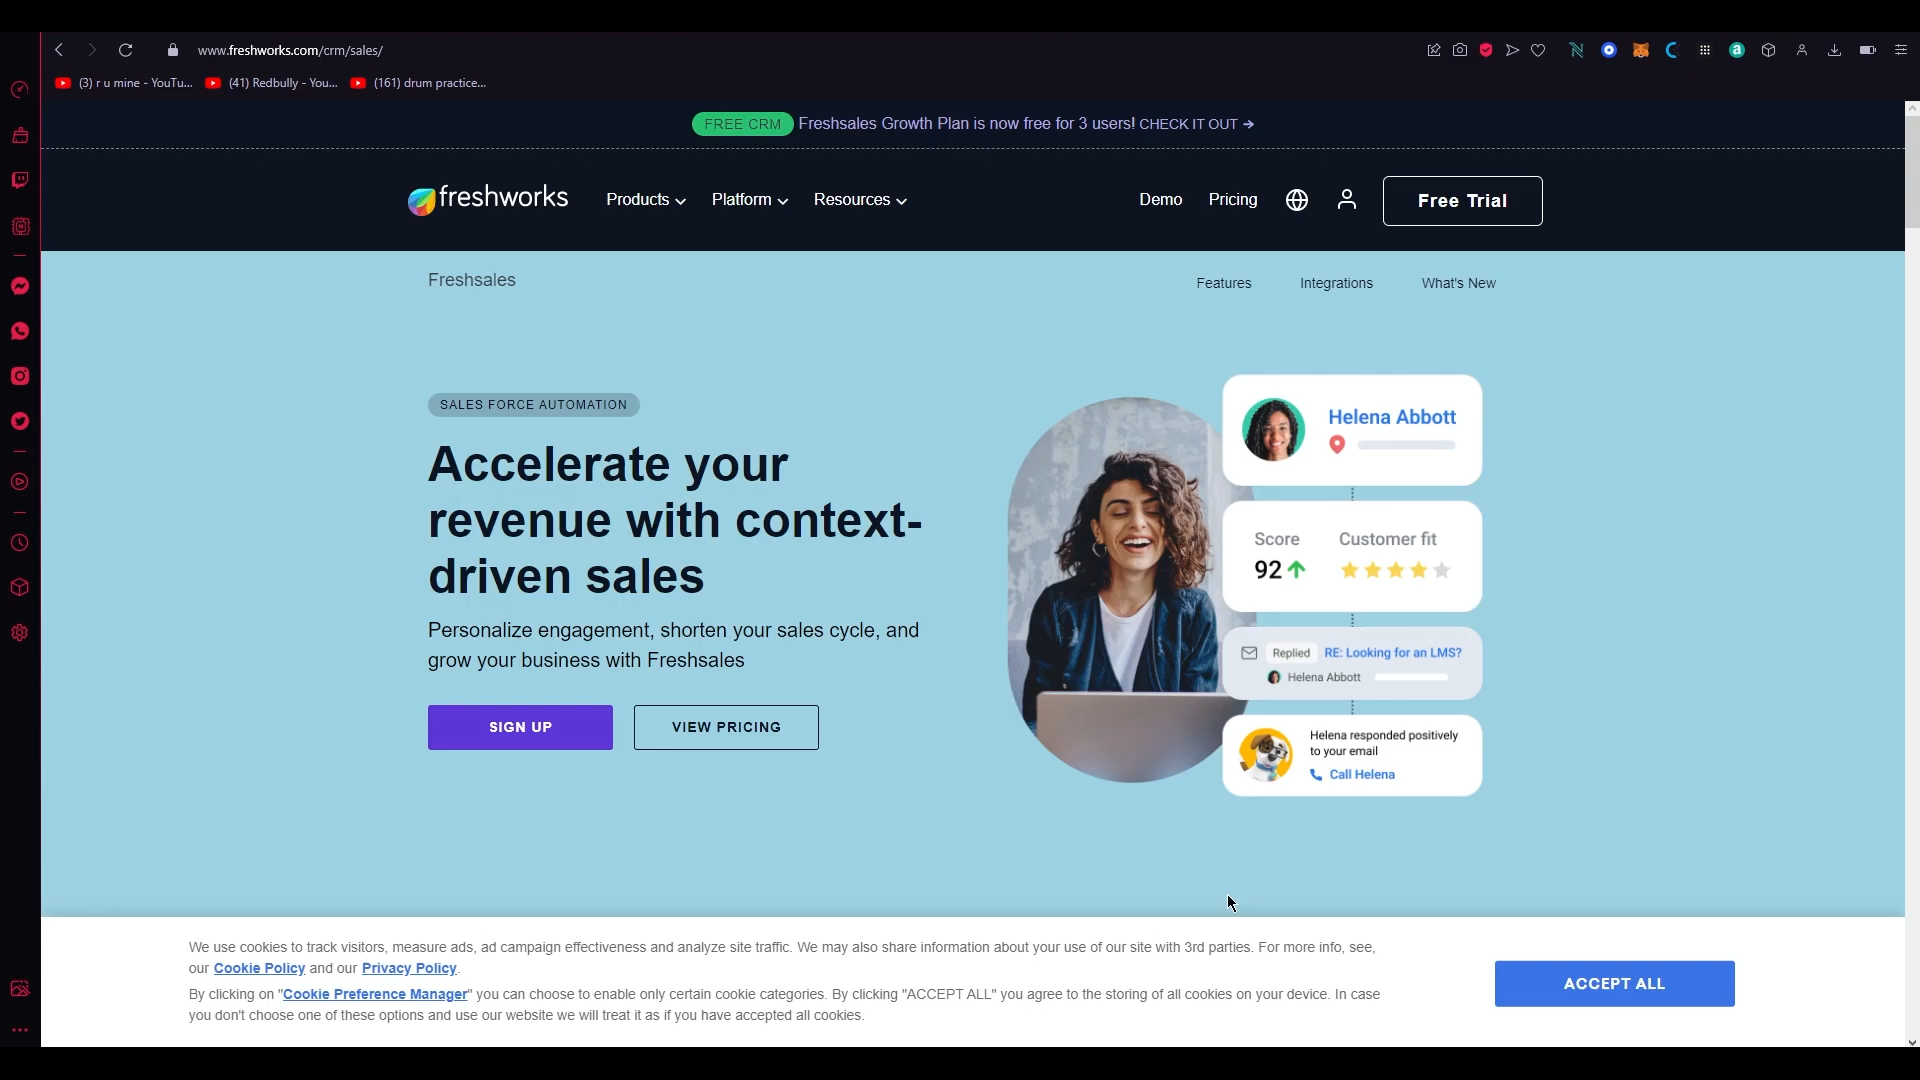 www.freshworks.com/crm/sales/
(3) r u mine - YouTu...
(41) Redbully - You...
(161) drum practice...
FREE CRM Freshsales Growth Plan is now free for 3 users! CHECK IT OUT →
freshworks
Products
Platform
Resources
Demo
Pricing
Free Trial
Freshsales
Features
Integrations
What's New
SALES FORCE AUTOMATION
Accelerate your
revenue with context-
driven sales
Personalize engagement, shorten your sales cycle, and
grow your business with Freshsales
SIGN UP
VIEW PRICING
Helena Abbott
Score
Customer fit
92
Replied RE: Looking for an LMS?
Helena Abbott
Helena responded positively
to your email
Call Helena
We use cookies to track visitors, measure ads, ad campaign effectiveness and analyze site traffic. We may also share information about your use of our site with 3rd parties. For more info, see,
our Cookie Policy and our Privacy Policy.
By clicking on "Cookie Preference Manager" you can choose to enable only certain cookie categories. By clicking "ACCEPT ALL" you agree to the storing of all cookies on your device. In case
you don't choose one of these options and use our website we will treat it as if you have accepted all cookies.
ACCEPT ALL